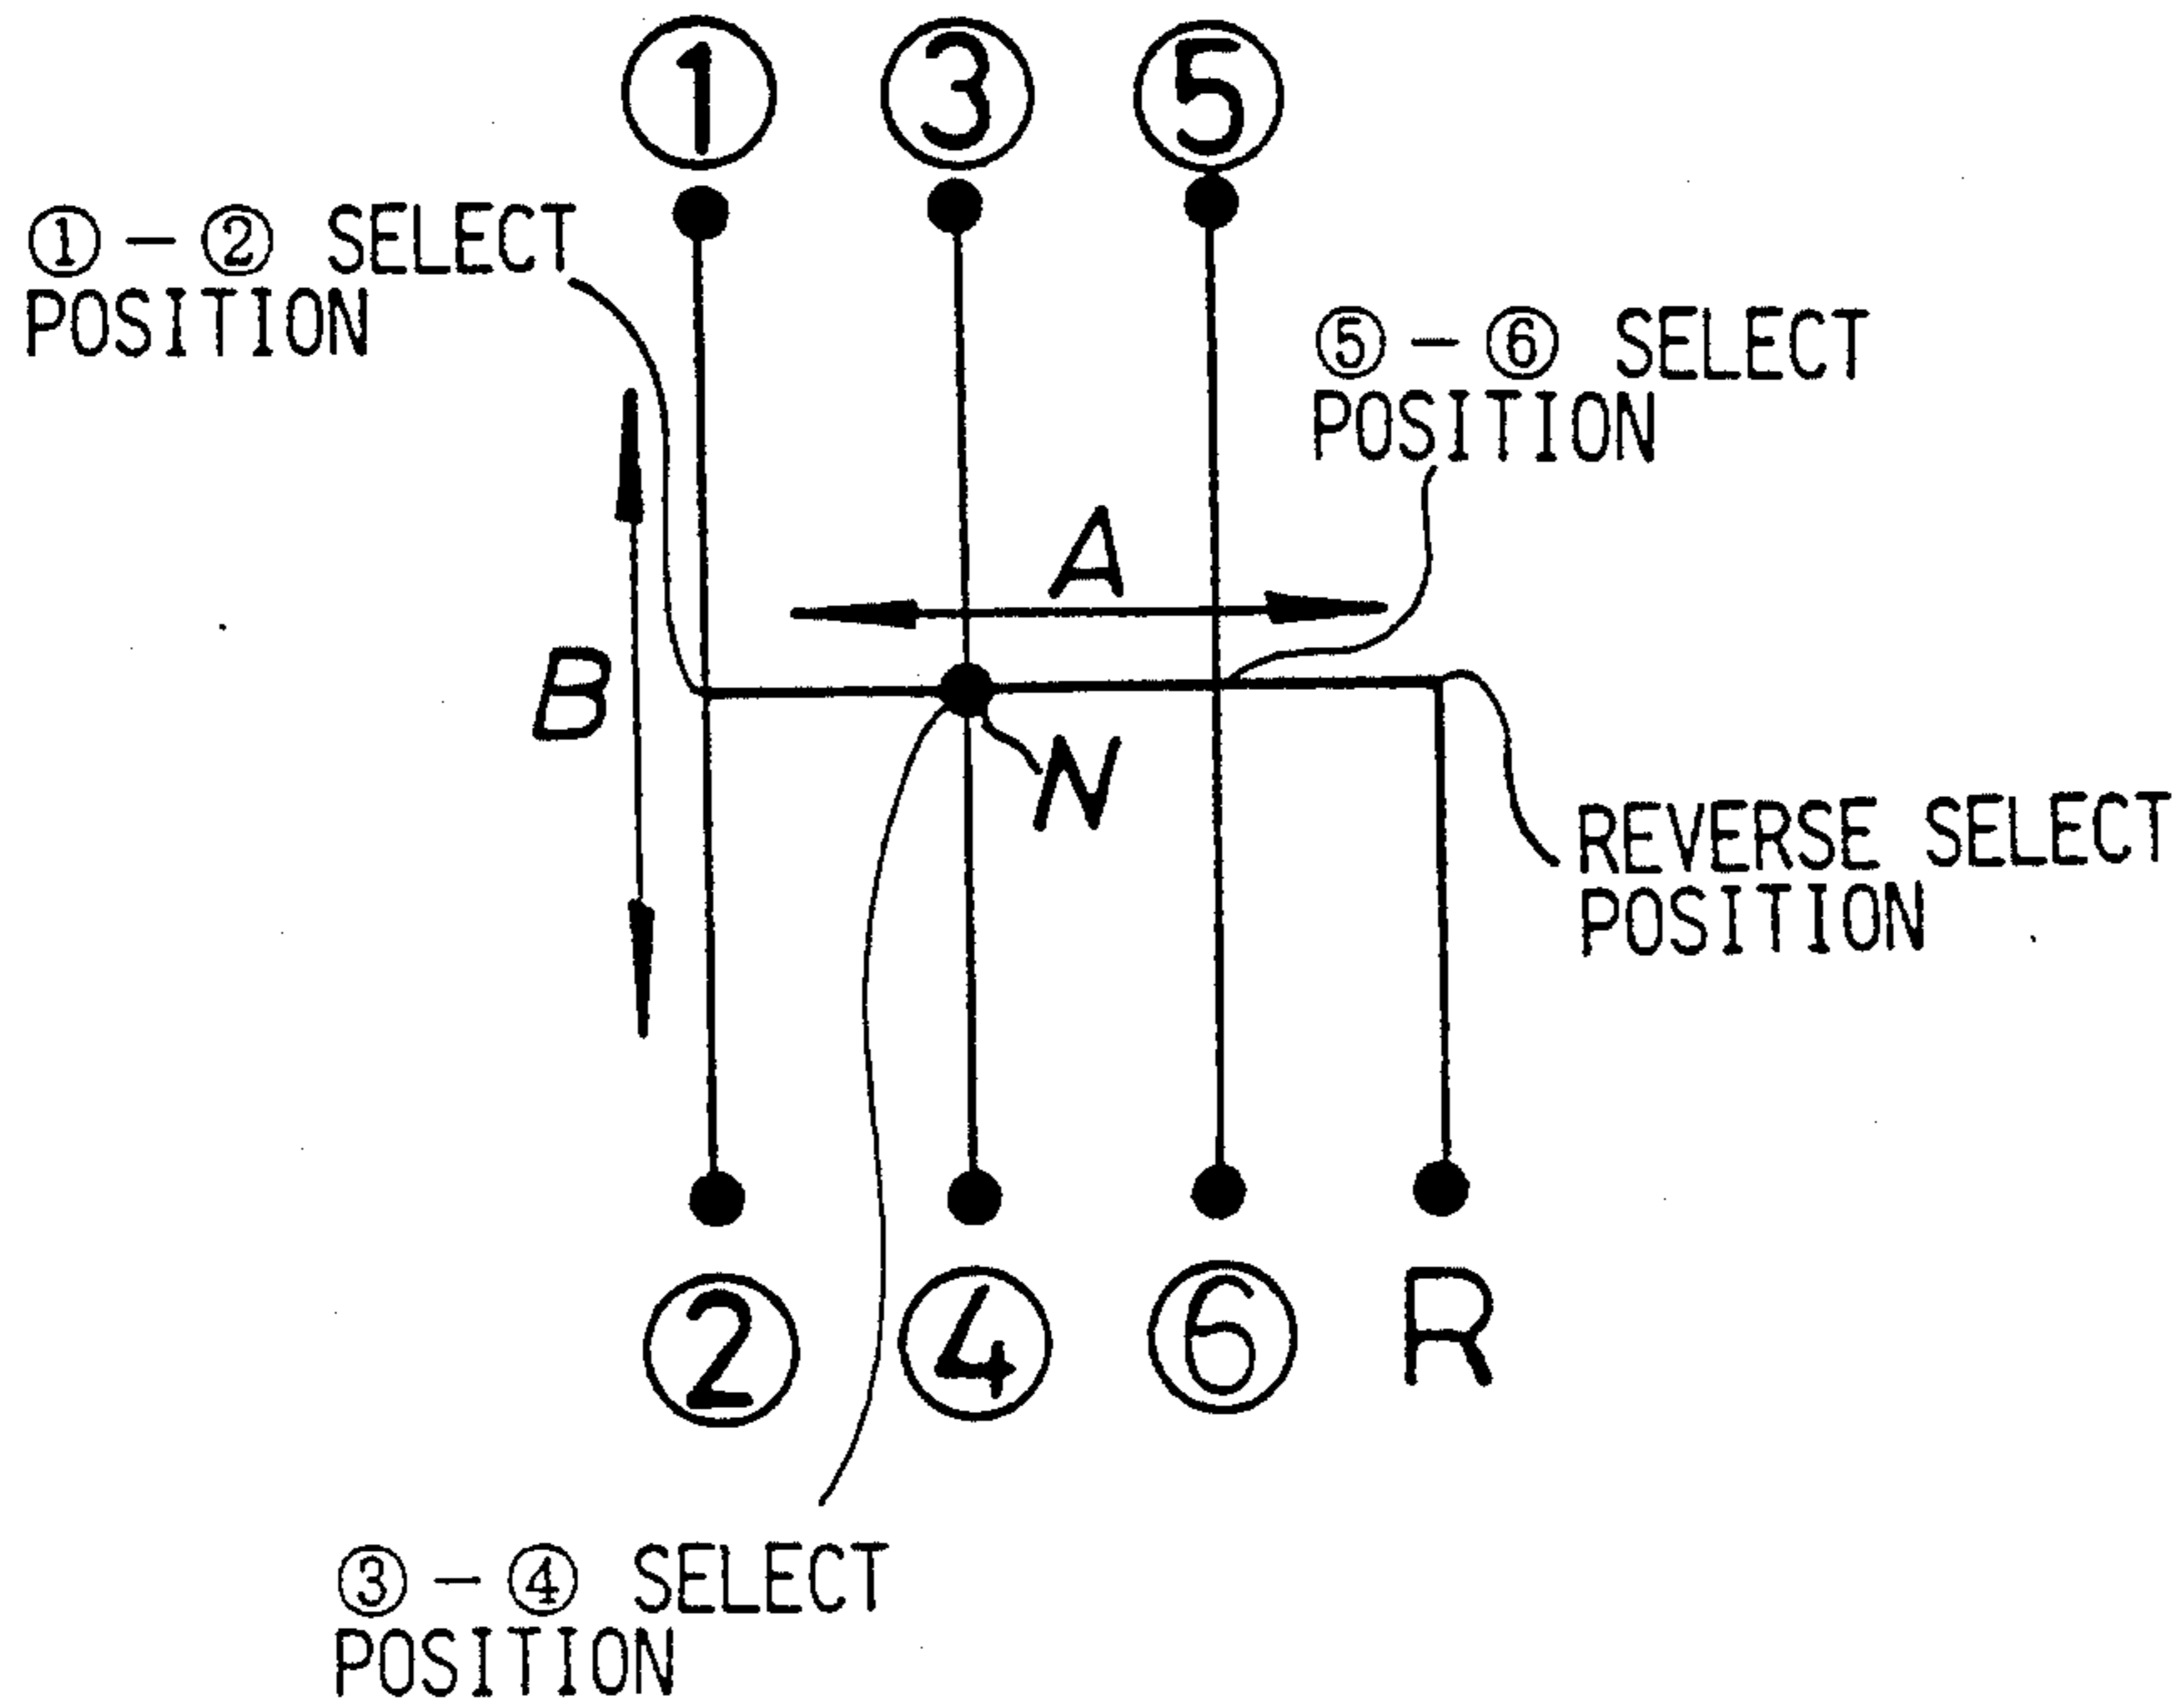 ① ③ ⑤
①-② SELECT
POSITION
⑤-⑥ SELECT
POSITION
A
B
N
REVERSE SELECT
POSITION
② ④ ⑥ R
③-④ SELECT
POSITION